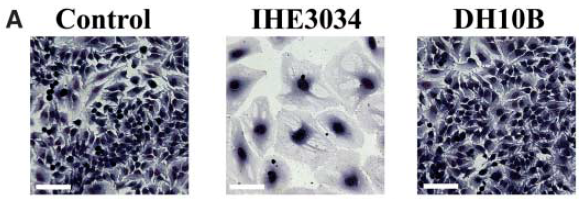 A Control IHE3034 DH10B